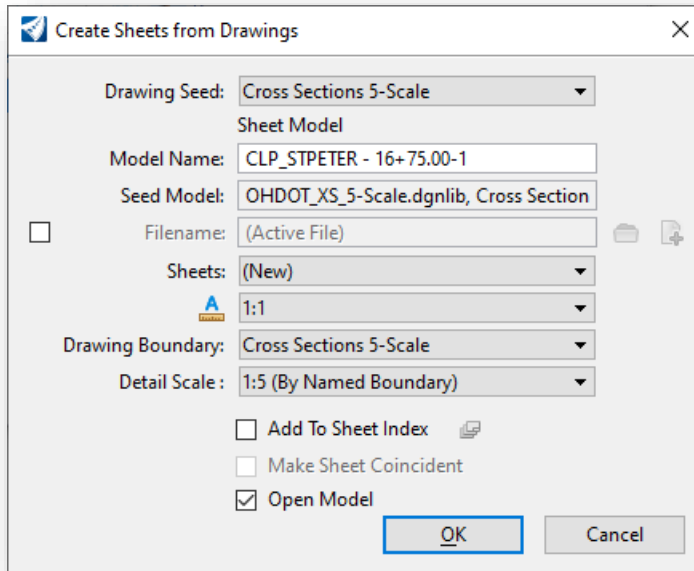 Create Sheets from Drawings
Drawing Seed: Cross Sections 5-Scale
Sheet Model
Model Name: CLP_STPETER - 16+75.00-1
Seed Model: OHDOT_XS_5-Scale.dgnlib, Cross Section
Filename: (Active File)
Sheets: (New)
A 1:1
Drawing Boundary: Cross Sections 5-Scale
Detail Scale : 1:5 (By Named Boundary)
Add To Sheet Index
Make Sheet Coincident
Open Model
OK Cancel